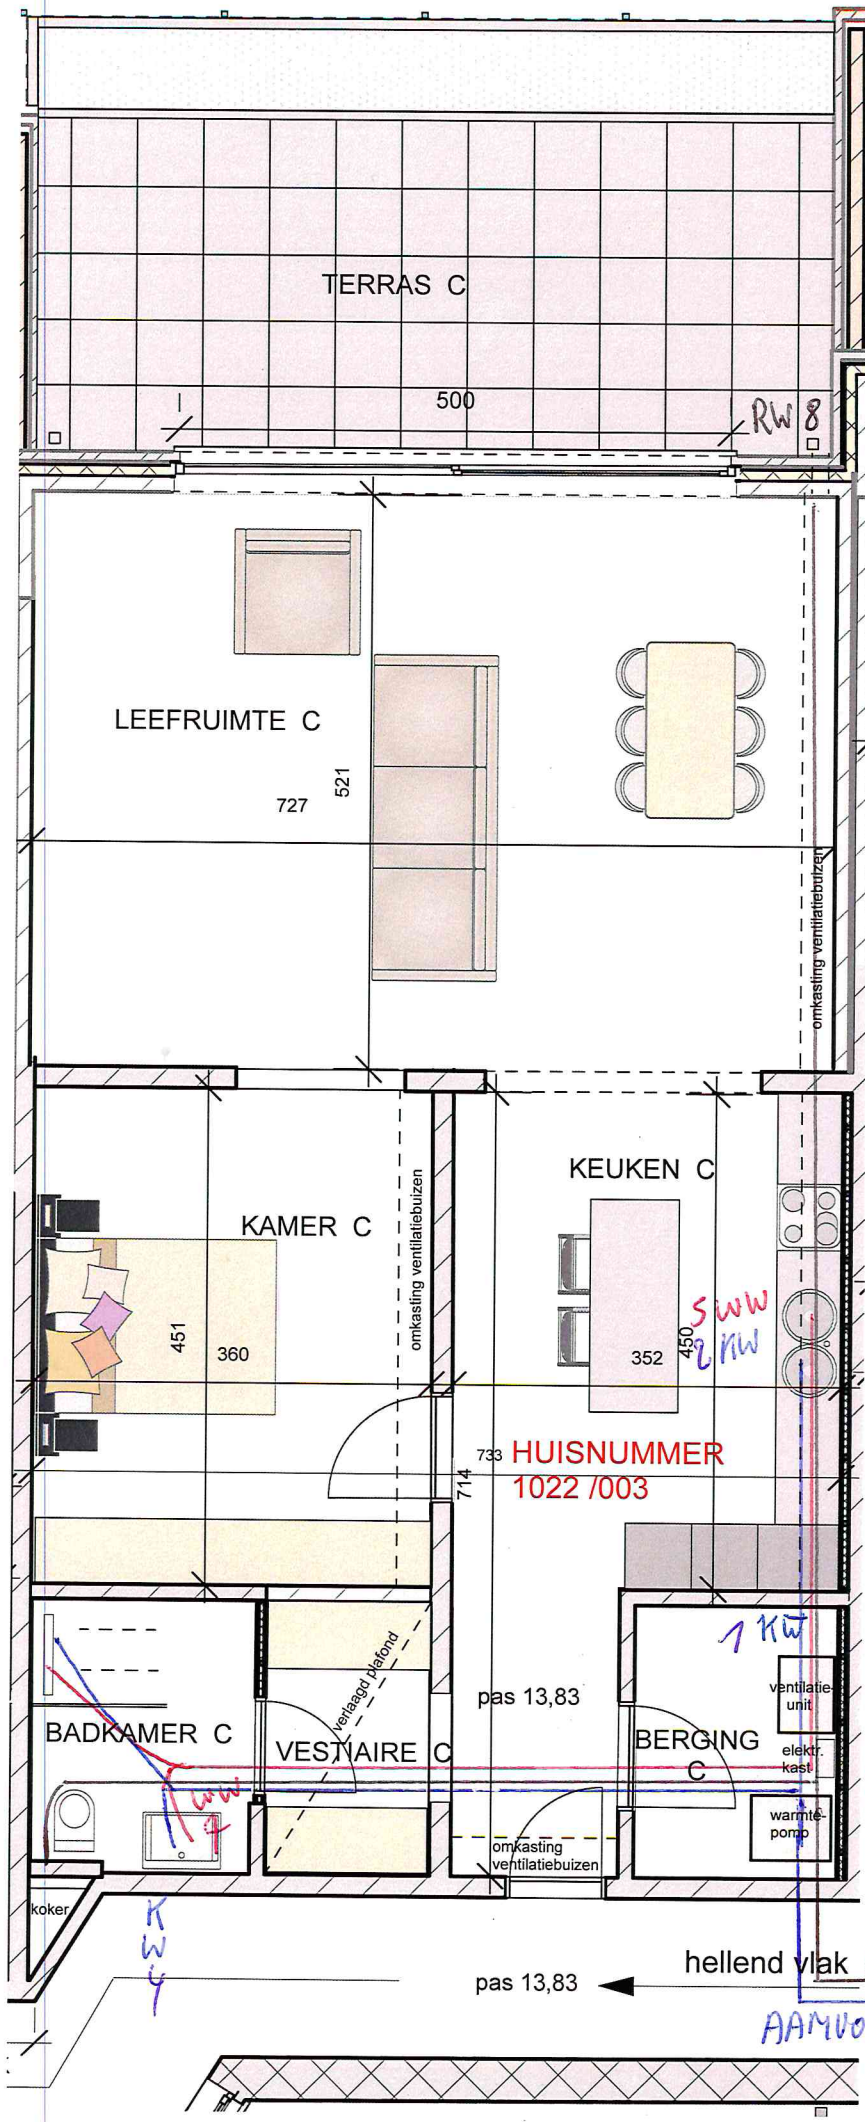 TERRAS C
500
RW 8
LEEFRUIMTE C
521
727
omkasting ventilatiebuizen
KEUKEN C
KAMER C
omkasting ventilatiebuizen
5 WW
2 KW
451
360
352
450
733
HUISNUMMER
1022 /003
714
1 KW
verlaagd plafond
ventilatie-
unit
pas 13,83
BADKAMER C
VESTIAIRE C
BERGING
C
elektr.
kast
WW
warmte-
pomp
omkasting
ventilatiebuizen
koker
K
W
4
hellend vlak
pas 13,83
AAMVO